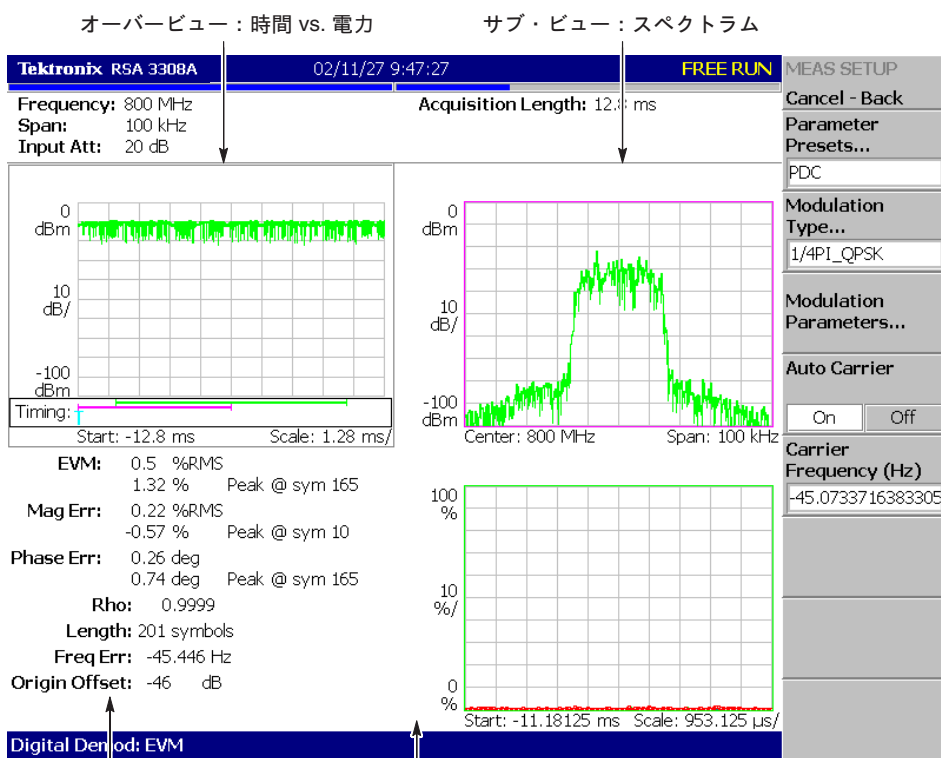 オーバービュー：時間 vs. 電力
サブ・ビュー：スペクトラム
Tektronix RSA 3308A
02/11/27 9:47:27
FREE RUN
Frequency: 800 MHz
Span: 100 kHz
Input Att: 20 dB
Acquisition Length: 12.8 ms
0
dBm
10
dB/
-100
dBm
Timing:
Start: -12.8 ms
Scale: 1.28 ms/
0
dBm
10
dB/
-100
dBm
Center: 800 MHz
Span: 100 kHz
EVM: 0.5 %RMS
1.32 % Peak @ sym 165
Mag Err: 0.22 %RMS
-0.57 % Peak @ sym 10
Phase Err: 0.26 deg
0.74 deg Peak @ sym 165
Rho: 0.9999
Length: 201 symbols
Freq Err: -45.446 Hz
Origin Offset: -46 dB
100
%
10
%/
0
%
Start: -11.18125 ms Scale: 953.125 µs/
Digital Demod: EVM
MEAS SETUP
Cancel - Back
Parameter
Presets...
PDC
Modulation
Type...
1/4PI_QPSK
Modulation
Parameters...
Auto Carrier
On
Off
Carrier
Frequency (Hz)
-45.0733716383305